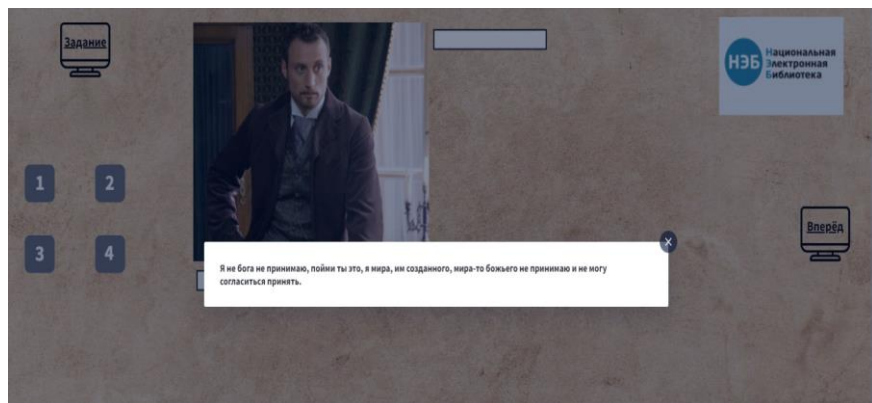 Задание
НЭБ
Национальная
Электронная
Библиотека
1
2
3
4
Вперёд
X
Я не бога не принимаю, пойми ты это, я мира, им созданного, мира-то божьего не принимаю и не могу
согласиться принять.